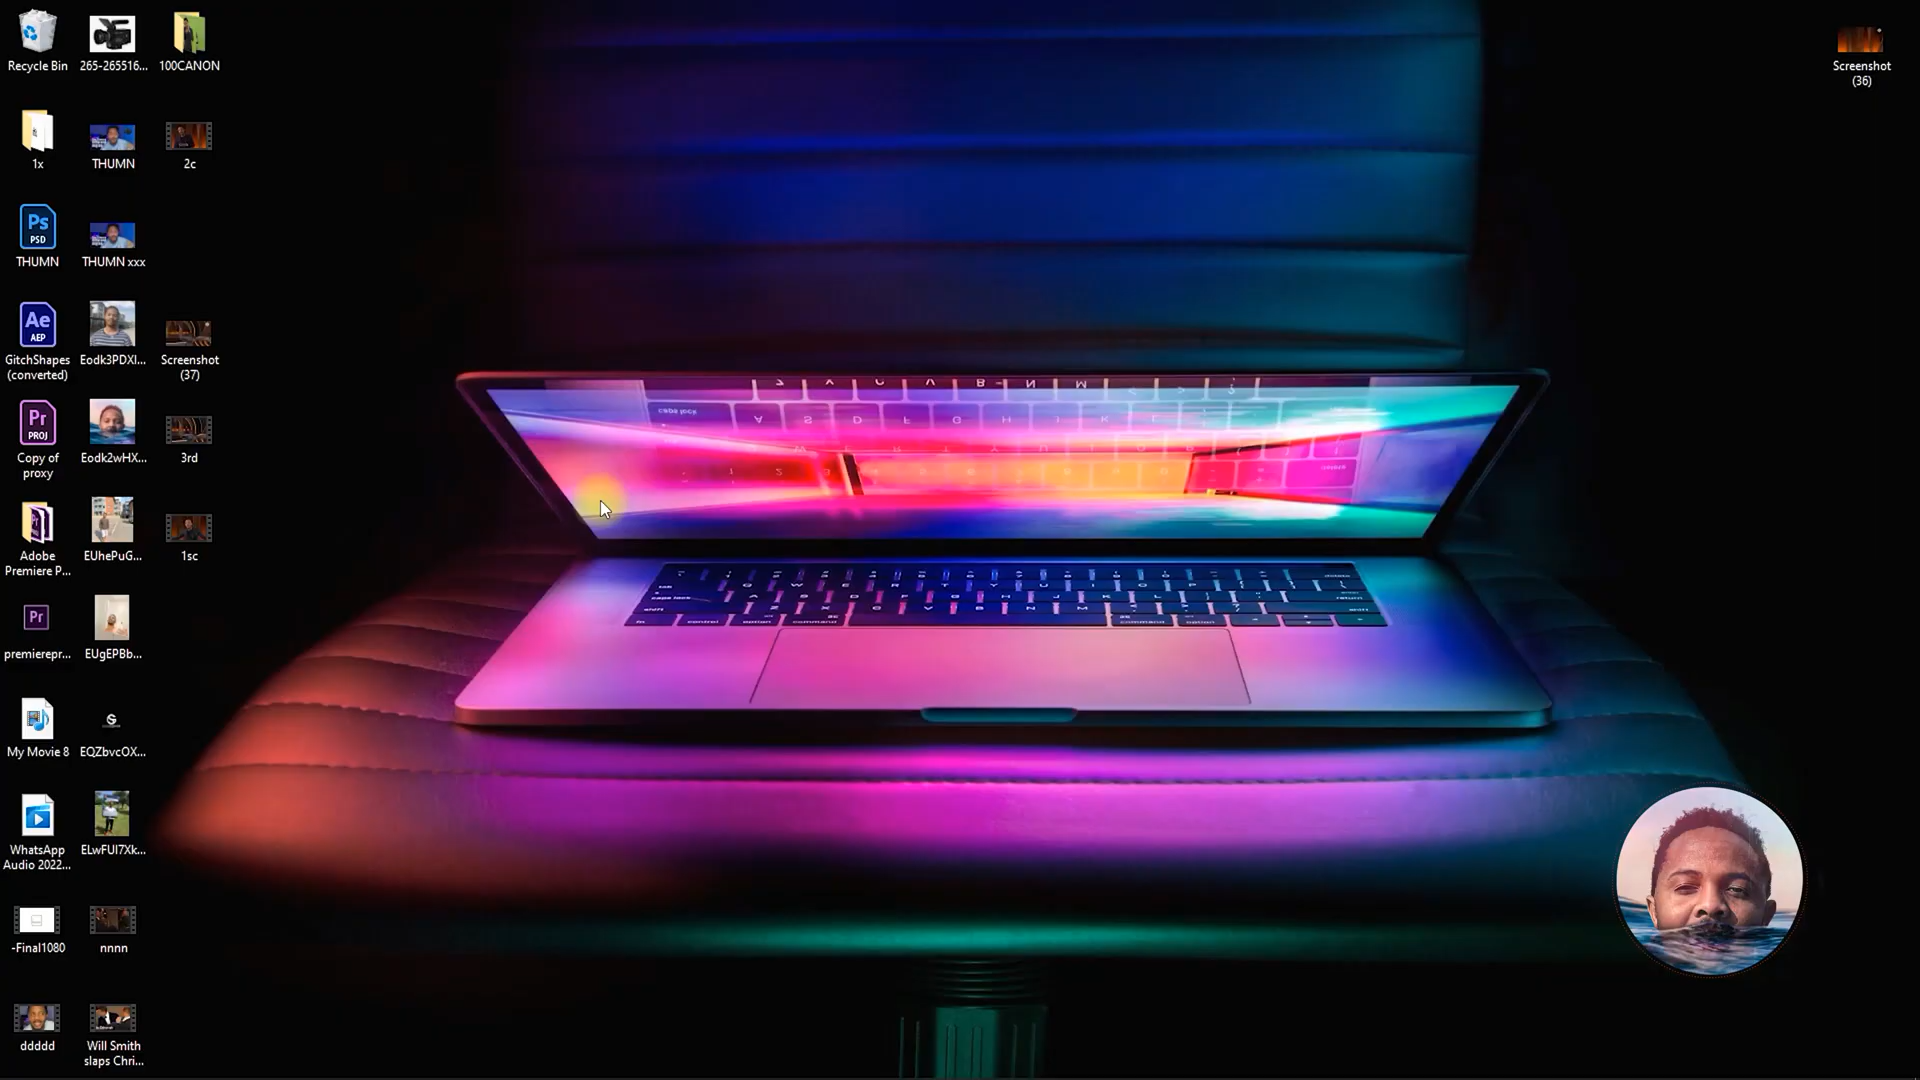 Recycle Bin
265-265516...
100CANON
Screenshot
(36)
1x
THUMN
2c
Ps
PSD
THUMN
THUMN xxx
Ae
AEP
GitchShapes
(converted)
Eodk3PDXI...
Screenshot
(37)
Pr
PROJ
Copy of
proxy
Eodk2wHX...
3rd
Adobe
Premiere P...
EUhePuG...
1sc
Pr
premierepr...
EUgEPBb...
My Movie 8
EQZbvcOX...
WhatsApp
Audio 2022...
ELwFUI7Xk...
-Final1080
nnnn
ddddd
Will Smith
slaps Chri...